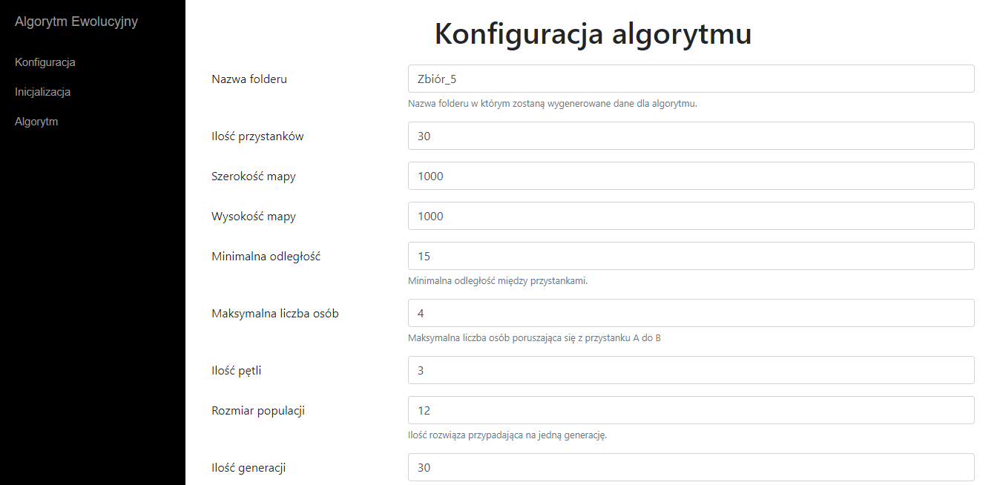 Algorytm Ewolucyjny
Konfiguracja
Inicjalizacja
Algorytm
Konfiguracja algorytmu
Nazwa folderu
Zbiór_5
Nazwa folderu w którym zostaną wygenerowane dane dla algorytmu.
Ilość przystanków
30
Szerokość mapy
1000
Wysokość mapy
1000
Minimalna odległość
15
Minimalna odległość między przystankami.
Maksymalna liczba osób
4
Maksymalna liczba osób poruszająca się z przystanku A do B
Ilość pętli
3
Rozmiar populacji
12
Ilość rozwiąza przypadająca na jedną generację.
Ilość generacji
30